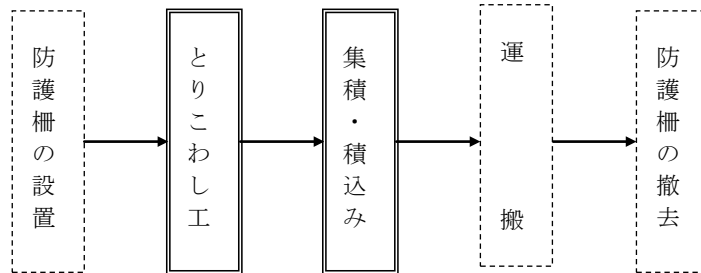 防護柵の設置
とりこわし工
集積・積込み
運搬
防護柵の撤去